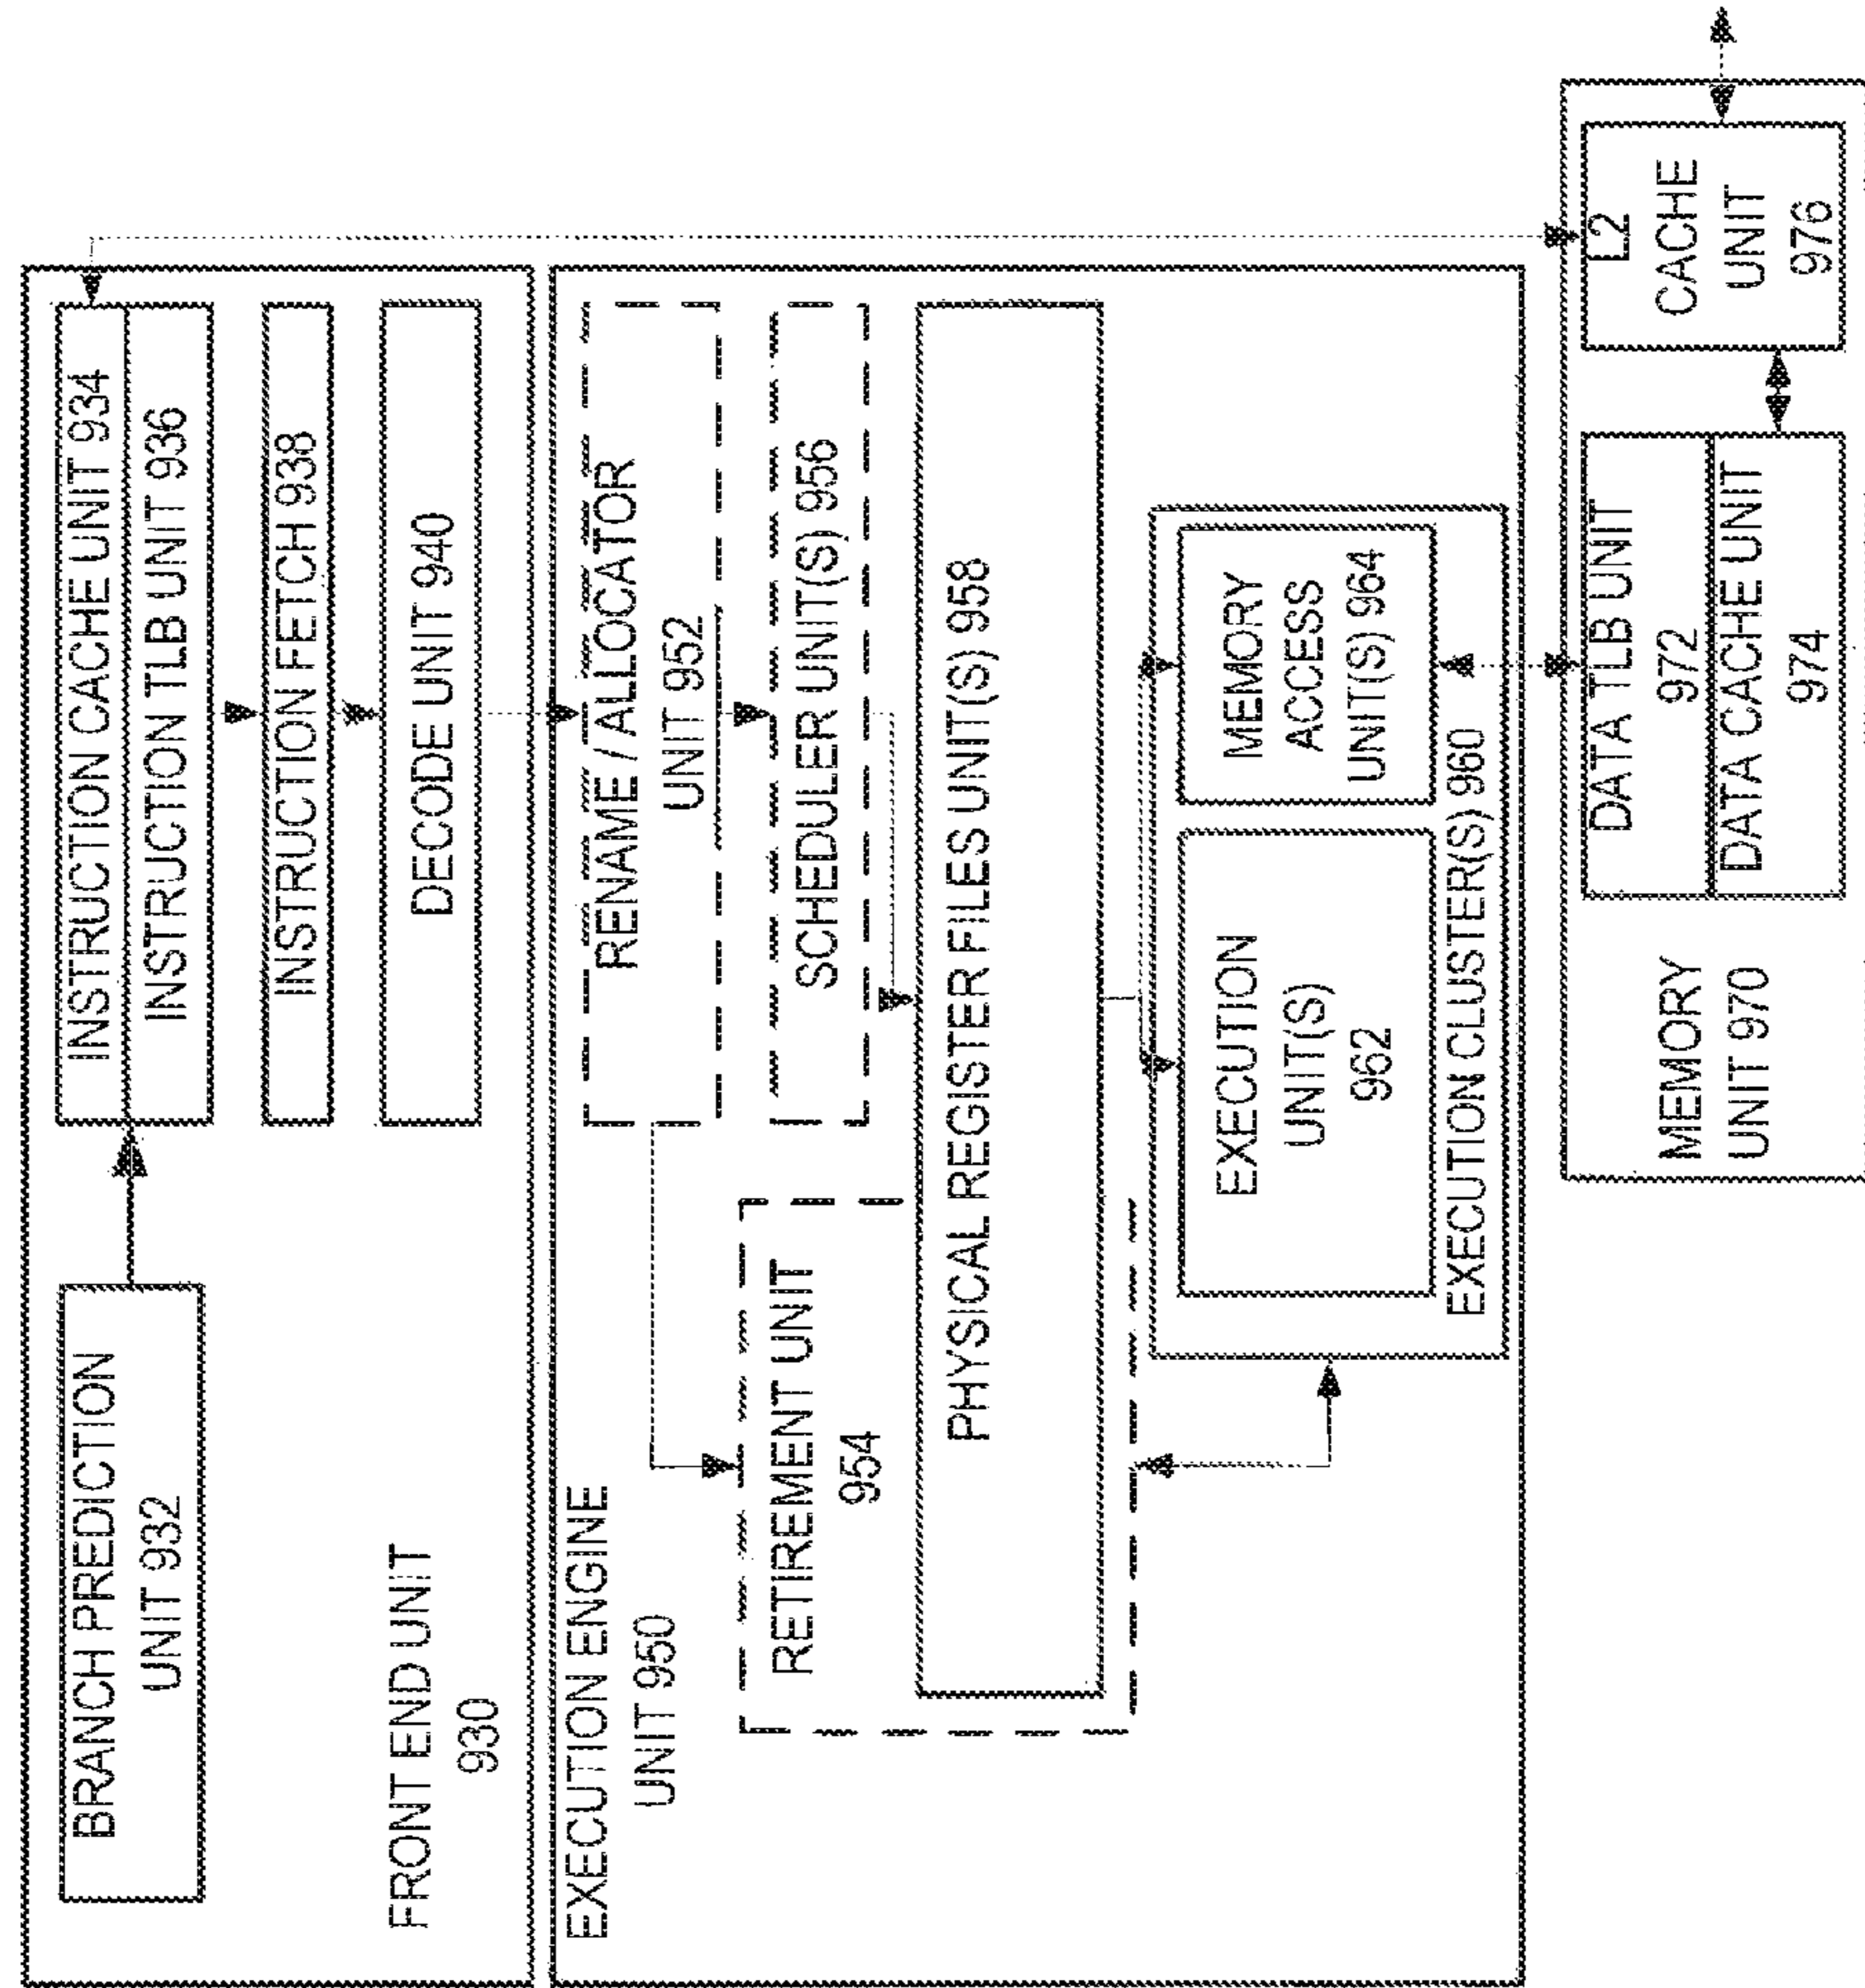 BRANCH PREDICTION
UNIT 932
INSTRUCTION CACHE UNIT 934
INSTRUCTION TLB UNIT 936
INSTRUCTION FETCH 938
DECODE UNIT 940
FRONT END UNIT
930
EXECUTION ENGINE
UNIT 950
RENAME / ALLOCATOR
UNIT 952
RETIREMENT UNIT
954
SCHEDULER UNIT(S) 956
PHYSICAL REGISTER FILES UNIT(S) 958
EXECUTION
UNIT(S)
962
MEMORY
ACCESS
UNIT(S) 964
EXECUTION CLUSTER(S) 960
MEMORY
UNIT 970
DATA TLB UNIT
972
DATA CACHE UNIT
974
L2
CACHE
UNIT
976